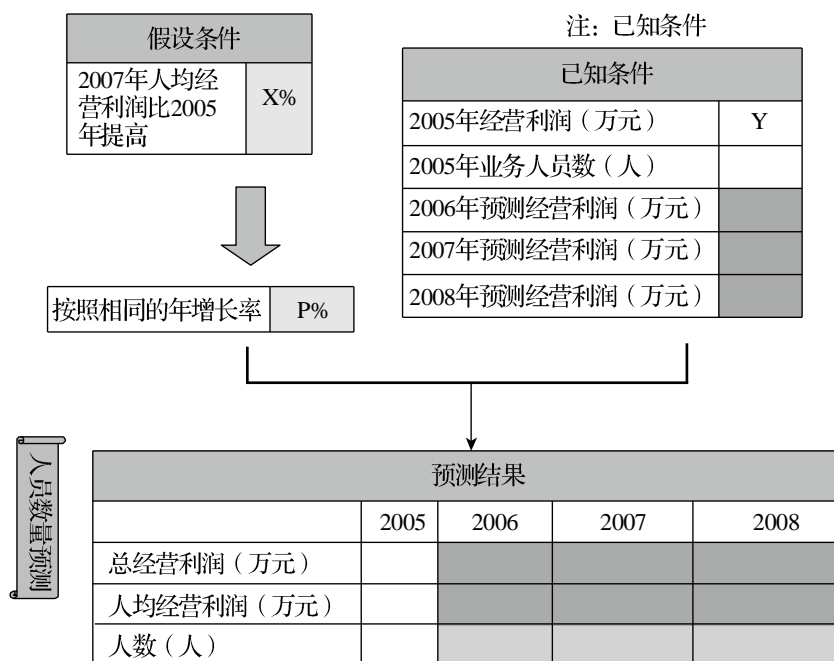 假设条件
2007年人均经
营利润比2005
年提高
X%
按照相同的年增长率
P%
注：已知条件
已知条件
2005年经营利润（万元）
Y
2005年业务人员数（人）
2006年预测经营利润（万元）
2007年预测经营利润（万元）
2008年预测经营利润（万元）
人员数量预测
预测结果
2005 2006 2007 2008
总经营利润（万元）
人均经营利润（万元）
人数（人）